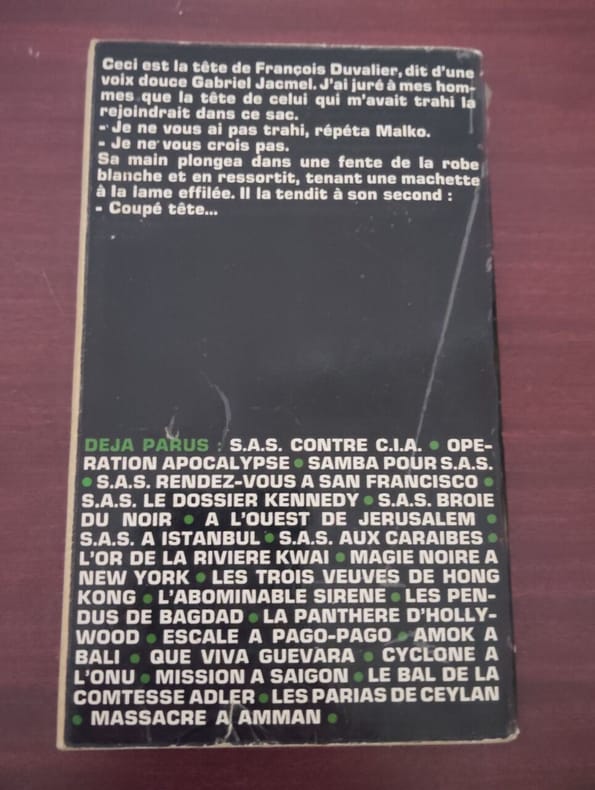 Ceci est la tête de François Duvalier, dit d'une
voix douce Gabriel Jacmel. J'ai juré à mes hom-
mes que la tête de celui qui m'avait trahi la
rejoindrait dans ce sac.
- Je ne vous ai pas trahi, répéta Malko.
- Je ne vous crois pas.
Sa main plongea dans une fente de la robe
blanche et en ressortit, tenant une machette
à la lame effilée. Il la tendit à son second :
- Coupé tête...
DEJA PARUS : S.A.S. CONTRE C.I.A. • OPE-
RATION APOCALYPSE • SAMBA POUR S.A.S.
• S.A.S. RENDEZ-VOUS A SAN FRANCISCO •
S.A.S. LE DOSSIER KENNEDY • S.A.S. BROIE
DU NOIR • A L'OUEST DE JERUSALEM •
S.A.S. A ISTANBUL • S.A.S. AUX CARAIBES •
L'OR DE LA RIVIERE KWAI • MAGIE NOIRE A
NEW YORK • LES TROIS VEUVES DE HONG
KONG • L'ABOMINABLE SIRENE • LES PEN-
DUS DE BAGDAD • LA PANTHERE D'HOLLY-
WOOD • ESCALE A PAGO-PAGO • AMOK A
BALI • QUE VIVA GUEVARA • CYCLONE A
L'ONU • MISSION A SAIGON • LE BAL DE LA
COMTESSE ADLER • LES PARIAS DE CEYLAN
• MASSACRE A AMMAN •